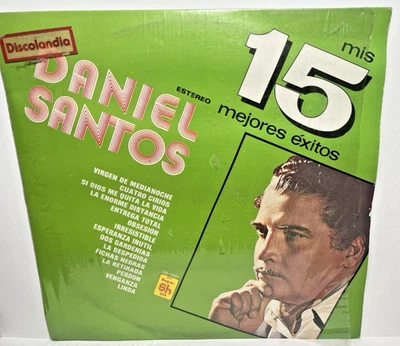 Discolandia
DANIEL
SANTOS
ESTEREO
mis
15
mejores éxitos
VIRGEN DE MEDIANOCHE
CUATRO CIRIOS
SI DIOS ME QUITA LA VIDA
LA ENORME DISTANCIA
ENTREGA TOTAL
OBSESION
IRRESISTIBLE
ESPERANZA INUTIL
DOS GARDENIAS
LA DESPEDIDA
FICHAS NEGRAS
LA RETIRADA
PERDON
VENGANZA
LINDA